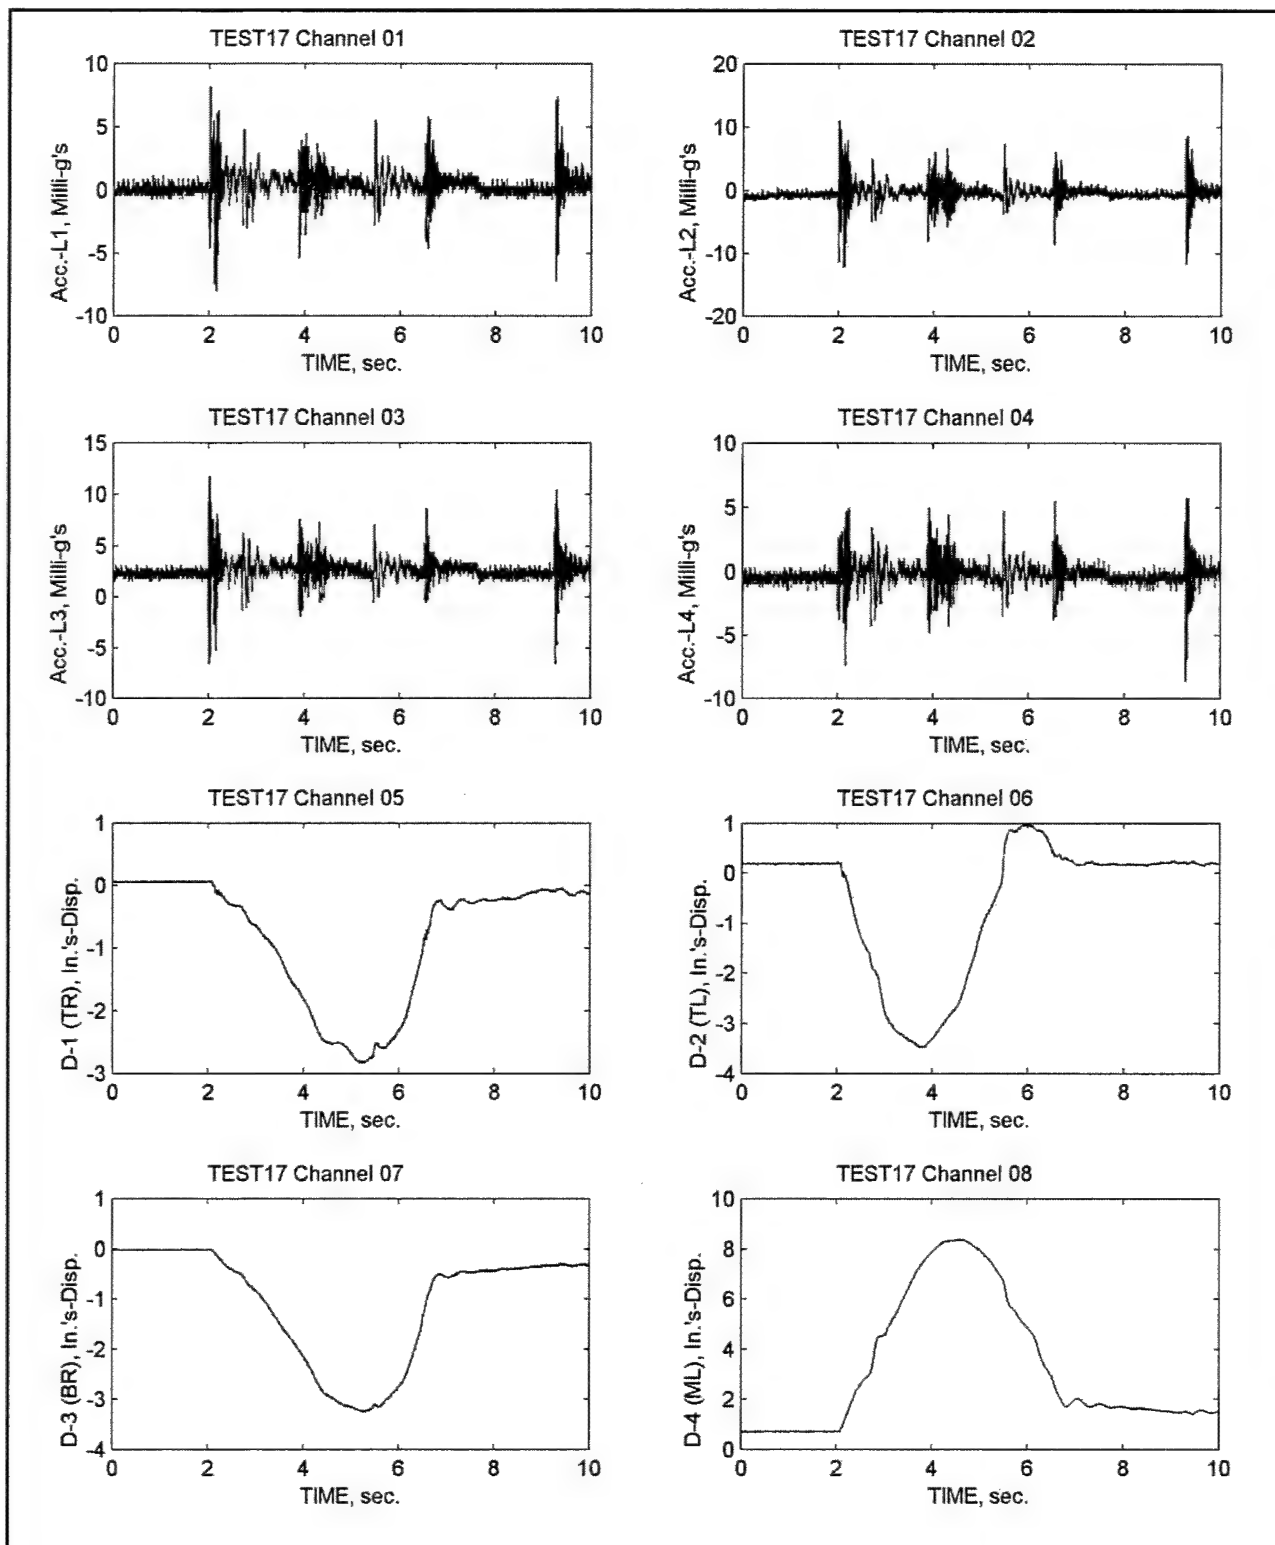 TEST17 Channel 01
10
5
0
-5
-10
Acc.-L1, Milli-g's
0 2 4 6 8 10
TIME, sec.
TEST17 Channel 02
20
10
0
-10
-20
Acc.-L2, Milli-g's
0 2 4 6 8 10
TIME, sec.
TEST17 Channel 03
15
10
5
0
-5
-10
Acc.-L3, Milli-g's
0 2 4 6 8 10
TIME, sec.
TEST17 Channel 04
10
5
0
-5
-10
Acc.-L4, Milli-g's
0 2 4 6 8 10
TIME, sec.
TEST17 Channel 05
1
0
-1
-2
-3
D-1 (TR), In.'s-Disp.
0 2 4 6 8 10
TIME, sec.
TEST17 Channel 06
1
0
-1
-2
-3
-4
D-2 (TL), In.'s-Disp.
0 2 4 6 8 10
TIME, sec.
TEST17 Channel 07
1
0
-1
-2
-3
-4
D-3 (BR), In.'s-Disp.
0 2 4 6 8 10
TIME, sec.
TEST17 Channel 08
10
8
6
4
2
0
D-4 (ML), In.'s-Disp.
0 2 4 6 8 10
TIME, sec.